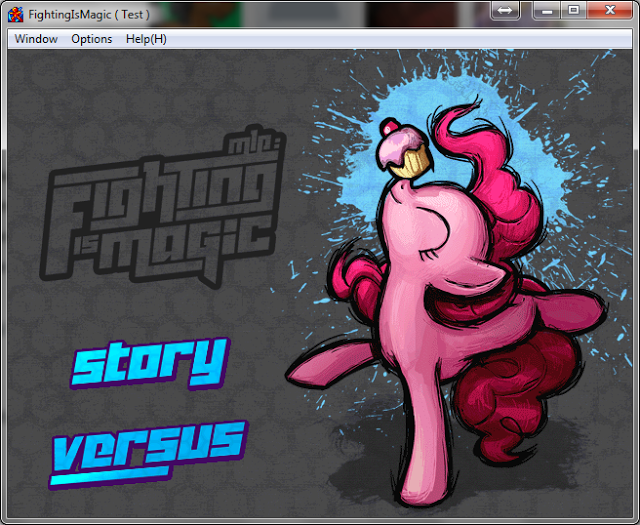 FightingIsMagic ( Test )
Window Options Help(H)
mlp:
Fighting
is magic
story
versus